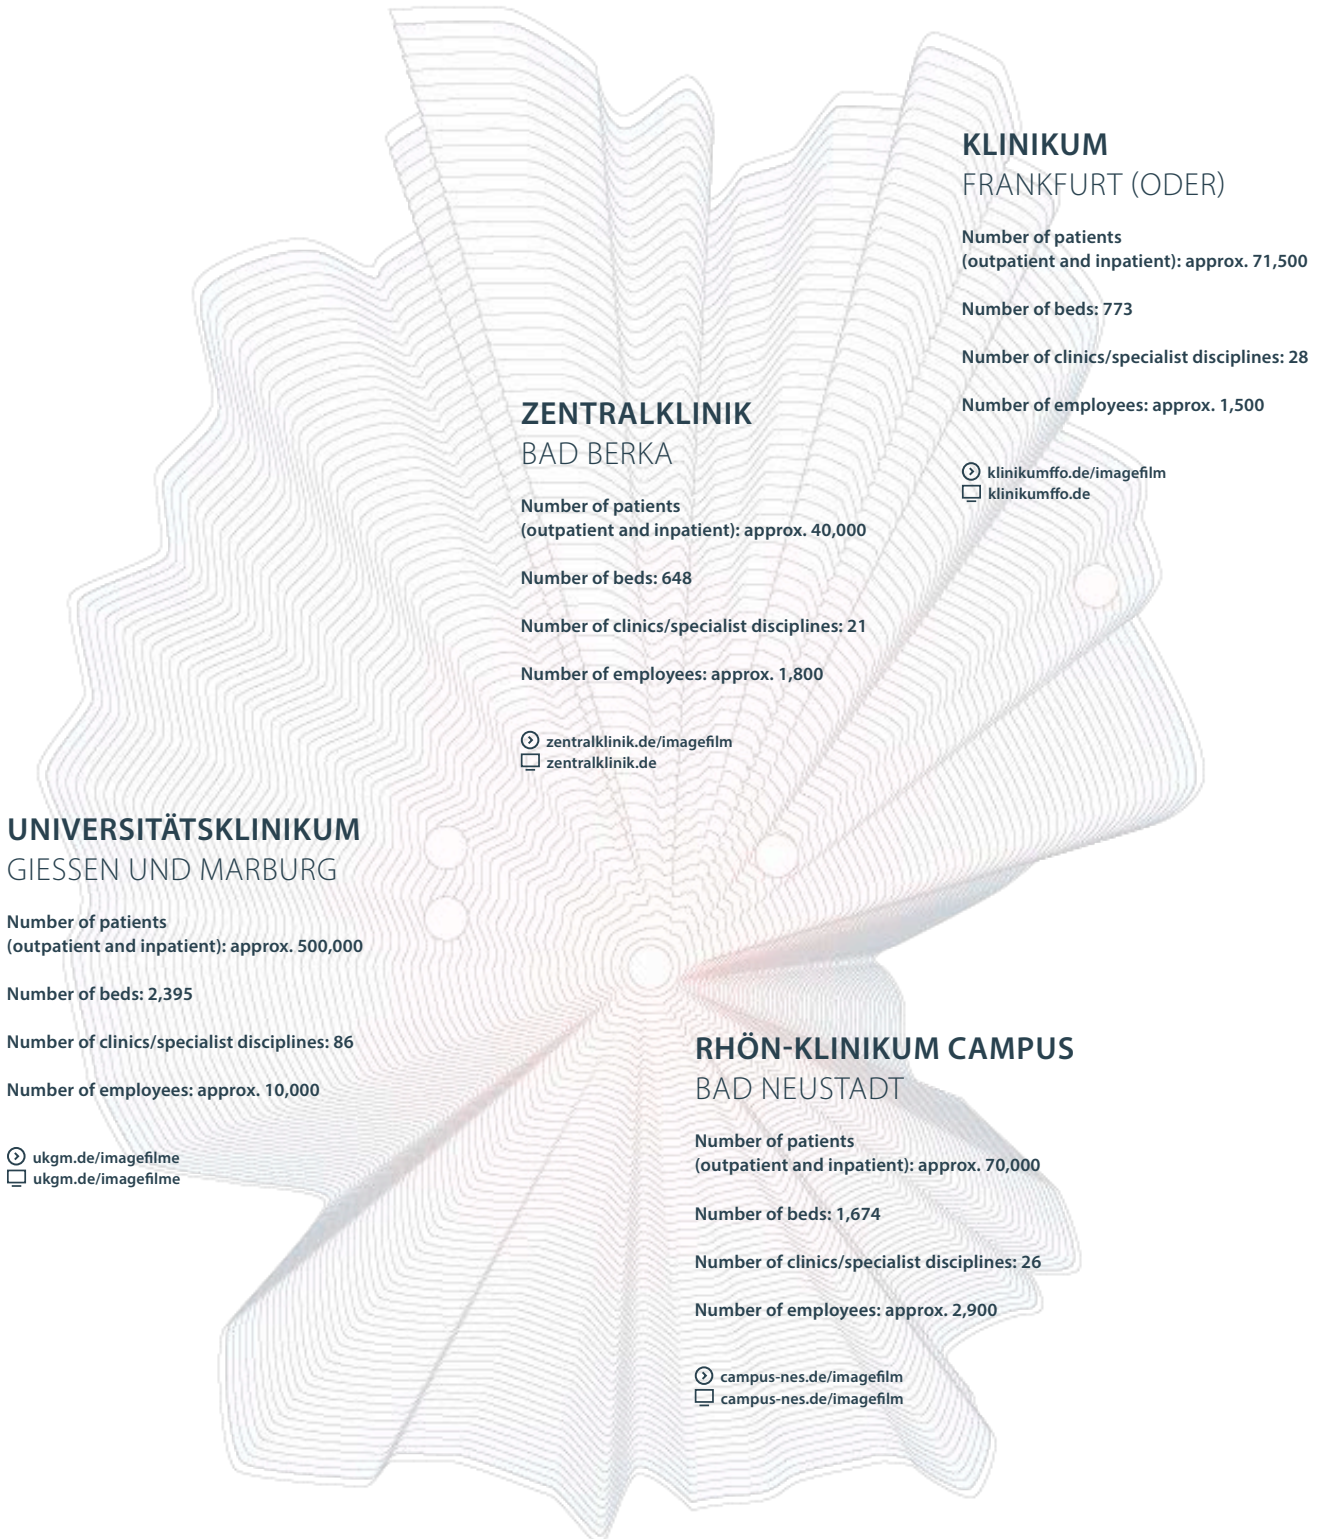 KLINIKUM
FRANKFURT (ODER)
Number of patients
(outpatient and inpatient): approx. 71,500
Number of beds: 773
Number of clinics/specialist disciplines: 28
Number of employees: approx. 1,500
klinikumffo.de/imagefilm
klinikumffo.de
ZENTRALKLINIK
BAD BERKA
Number of patients
(outpatient and inpatient): approx. 40,000
Number of beds: 648
Number of clinics/specialist disciplines: 21
Number of employees: approx. 1,800
zentralklinik.de/imagefilm
zentralklinik.de
UNIVERSITÄTSKLINIKUM
GIESSEN UND MARBURG
Number of patients
(outpatient and inpatient): approx. 500,000
Number of beds: 2,395
Number of clinics/specialist disciplines: 86
Number of employees: approx. 10,000
ukgm.de/imagefilme
ukgm.de/imagefilme
RHÖN-KLINIKUM CAMPUS
BAD NEUSTADT
Number of patients
(outpatient and inpatient): approx. 70,000
Number of beds: 1,674
Number of clinics/specialist disciplines: 26
Number of employees: approx. 2,900
campus-nes.de/imagefilm
campus-nes.de/imagefilm